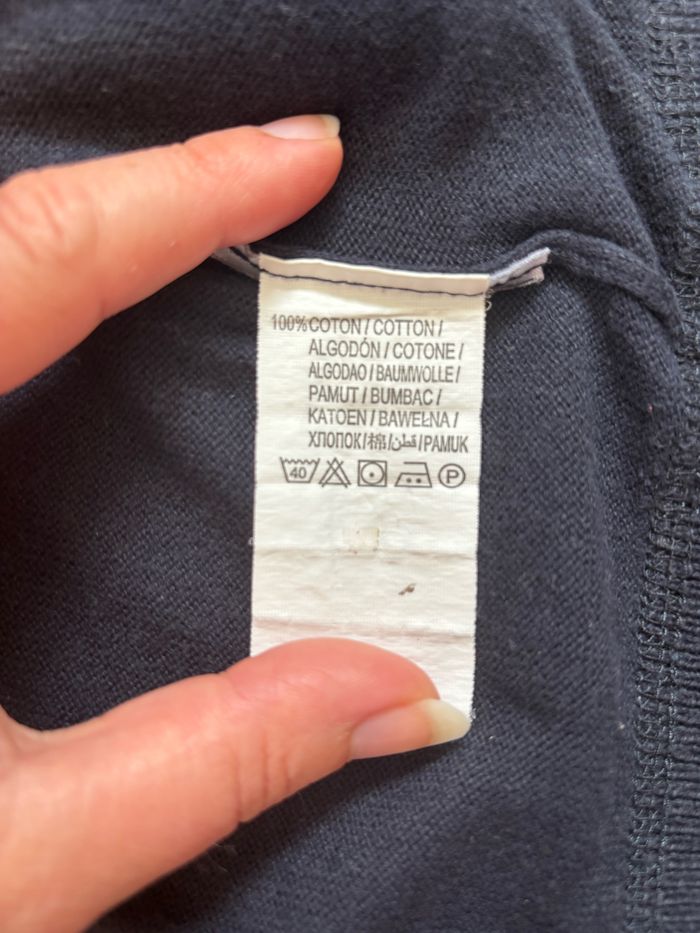 100% COTON / COTTON /
ALGODÓN / COTONE /
ALGODAO / BAUMWOLLE /
PAMUT / BUMBAC /
KATOEN / BAWEŁNA /
ХЛОПОК/棉/قطن/PAMUK
40 P